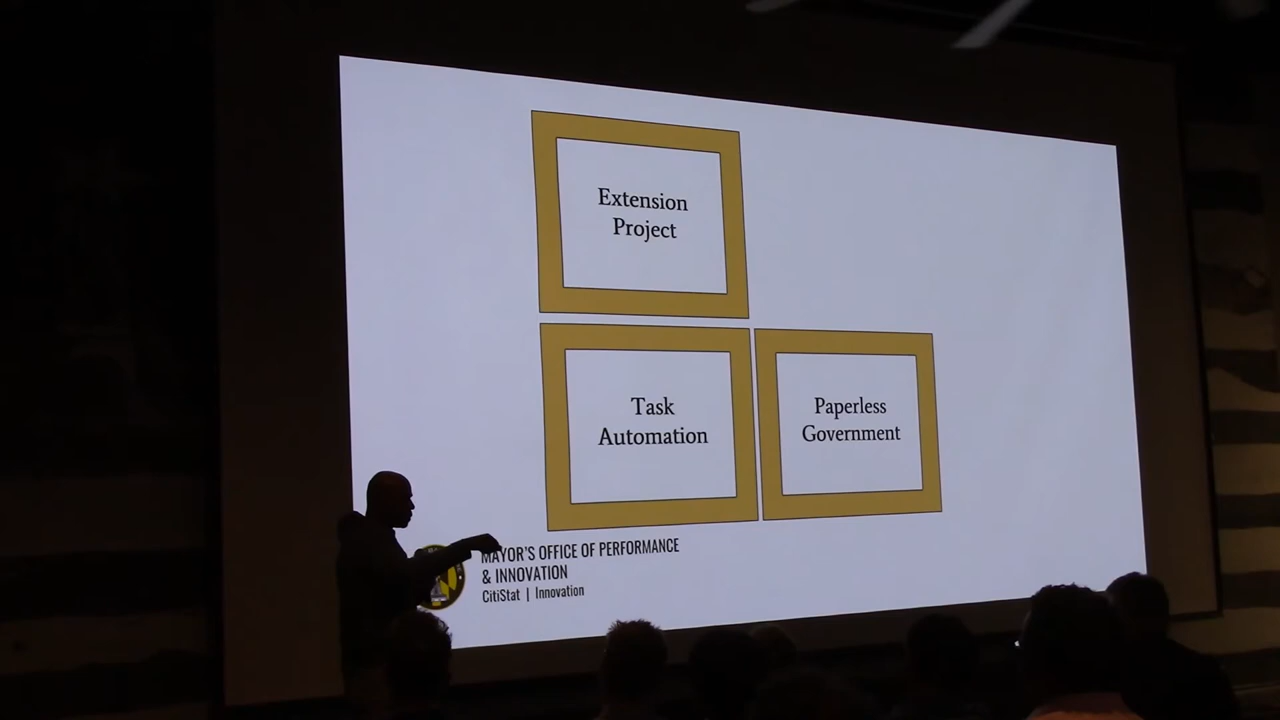 Extension
Project
Task
Automation
Paperless
Government
MAYOR'S OFFICE OF PERFORMANCE
& INNOVATION
CitiStat | Innovation